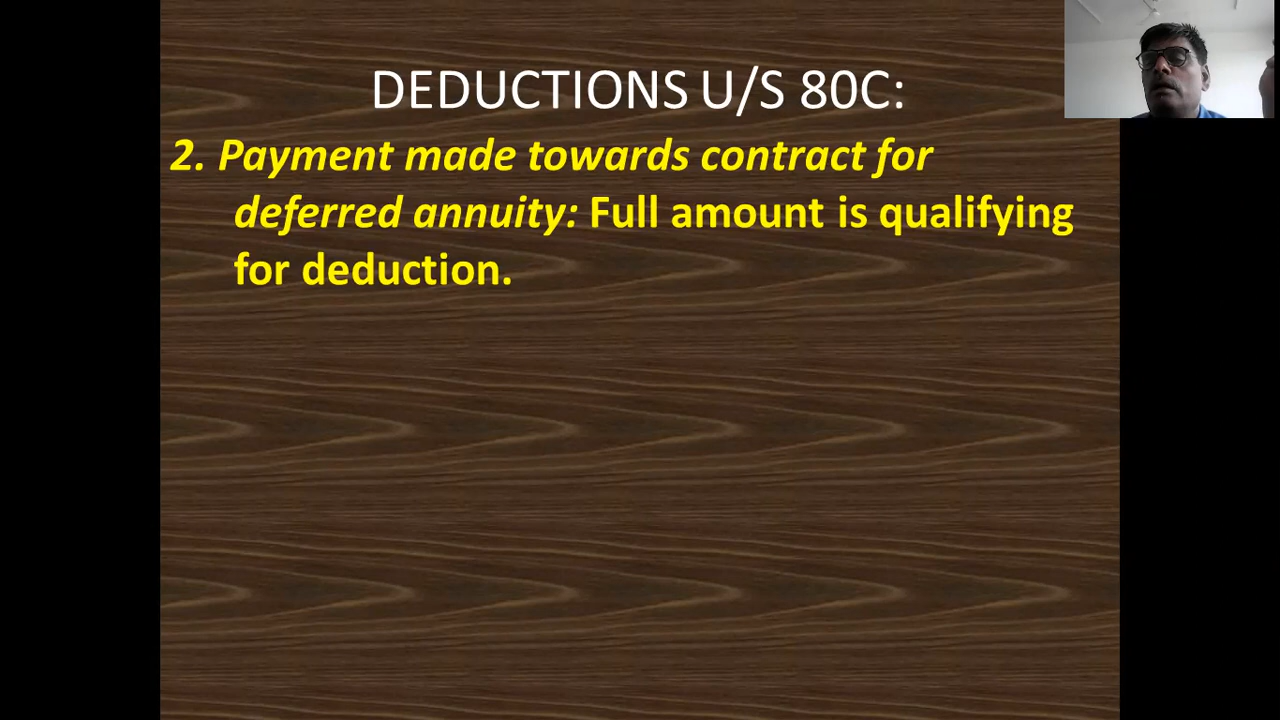 DEDUCTIONS U/S 80C:
2. Payment made towards contract for
deferred annuity: Full amount is qualifying
for deduction.